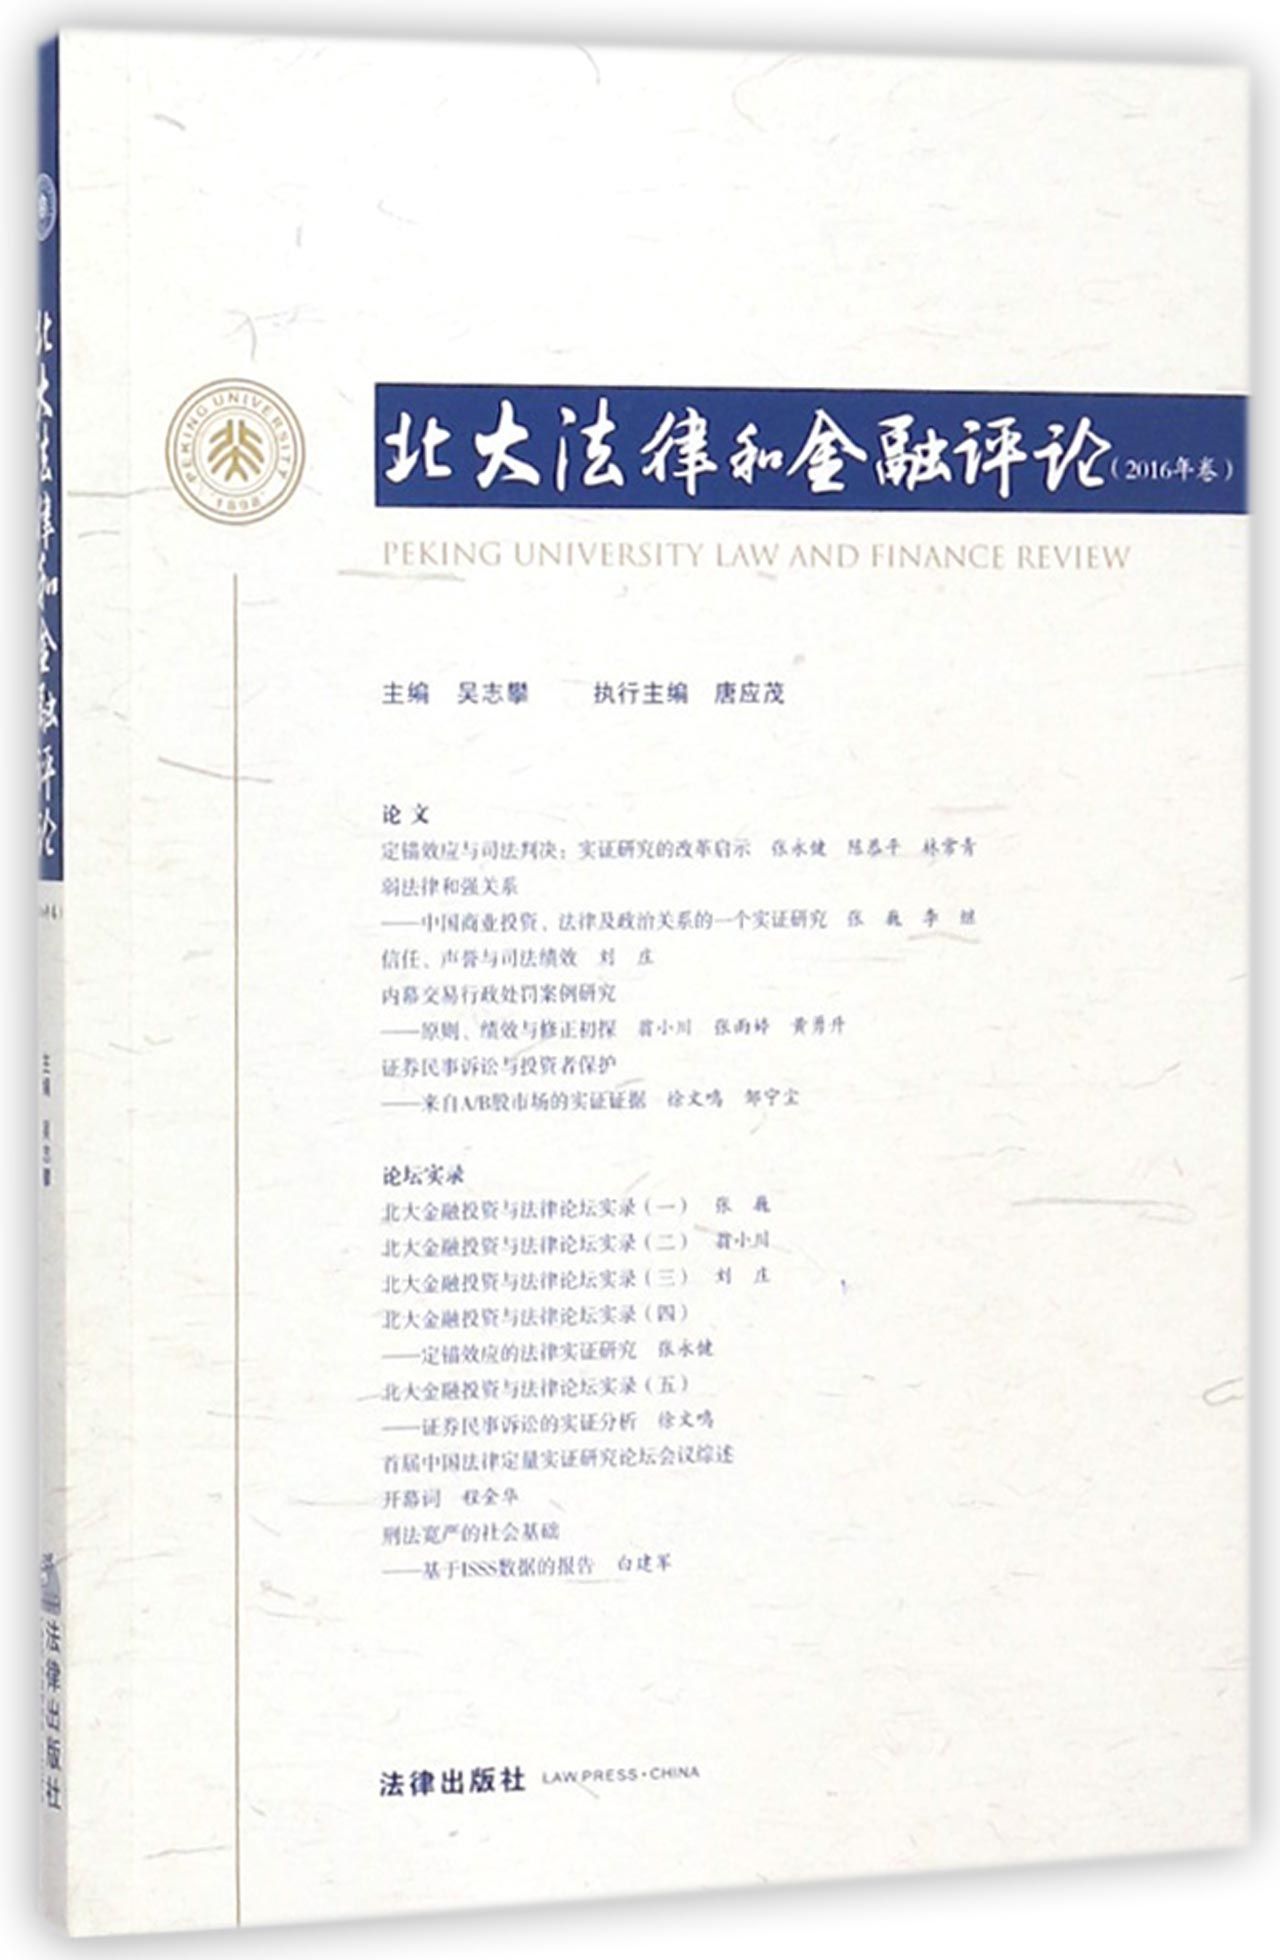 PEKING UNIVERSITY
1898
北大法律和金融评论（2016年卷）
PEKING UNIVERSITY LAW AND FINANCE REVIEW
主编 吴志攀 执行主编 唐应茂
论文
定锚效应与司法判决：实证研究的改革启示 张永健 陈恭平 林常青
弱法律和强关系
——中国商业投资、法律及政治关系的一个实证研究 张 巍 李 继
信任、声誉与司法绩效 刘 庄
内幕交易行政处罚案例研究
——原则、绩效与修正初探 翁小川 张雨婷 黄勇升
证券民事诉讼与投资者保护
——来自A/B股市场的实证证据 徐文鸣 邹宁宝
论坛实录
北大金融投资与法律论坛实录（一） 张 巍
北大金融投资与法律论坛实录（二） 翁小川
北大金融投资与法律论坛实录（三） 刘 庄
北大金融投资与法律论坛实录（四）
——定锚效应的法律实证研究 张永健
北大金融投资与法律论坛实录（五）
——证券民事诉讼的实证分析 徐文鸣
首届中国法律定量实证研究论坛会议综述
开幕词 程金华
刑法宽严的社会基础
——基于ISSS数据的报告 白建军
法律出版社 LAW PRESS·CHINA
北大法律和金融评论
主编 吴志攀
法律出版社